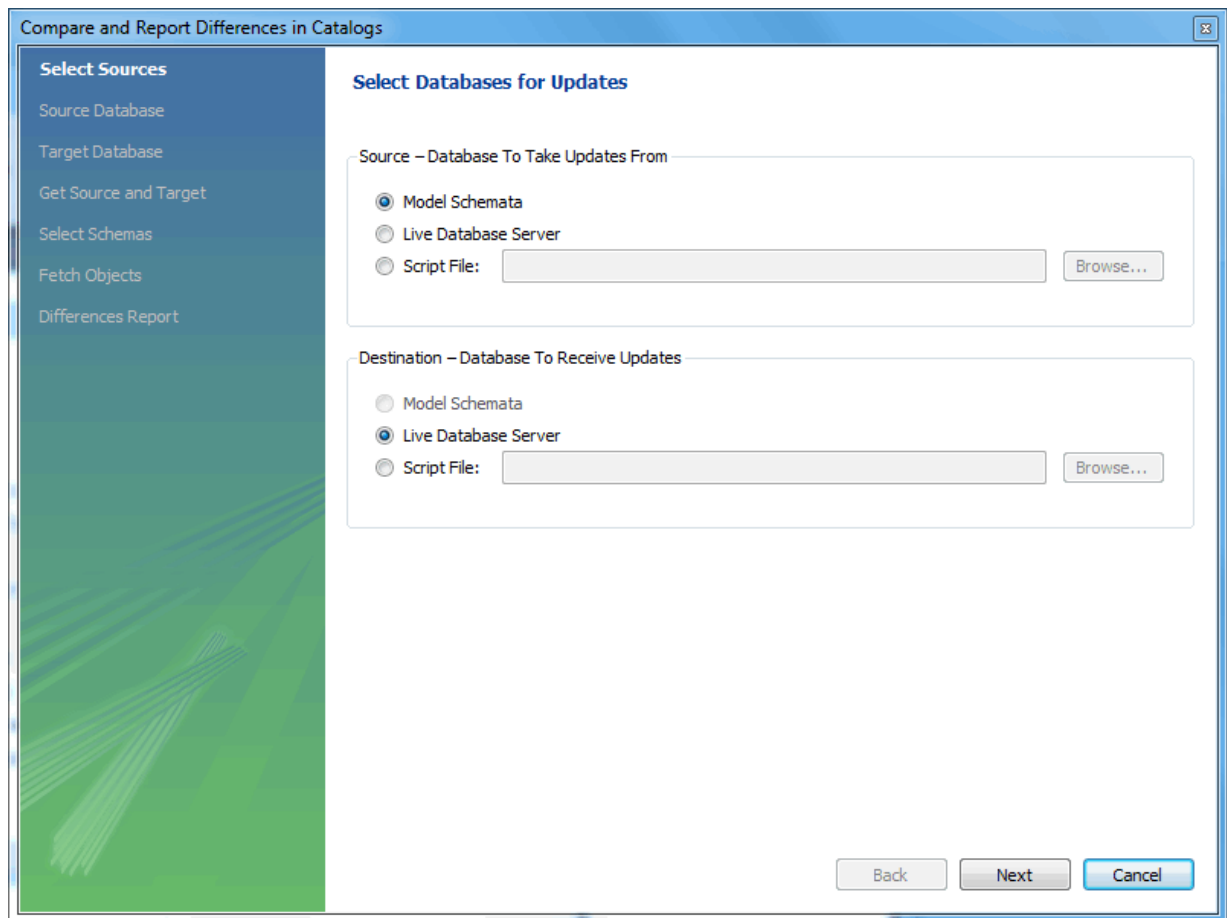 Compare and Report Differences in Catalogs
Select Sources
Source Database
Target Database
Get Source and Target
Select Schemas
Fetch Objects
Differences Report
Select Databases for Updates
Source – Database To Take Updates From
Model Schemata
Live Database Server
Script File:
Browse...
Destination – Database To Receive Updates
Model Schemata
Live Database Server
Script File:
Browse...
Back
Next
Cancel